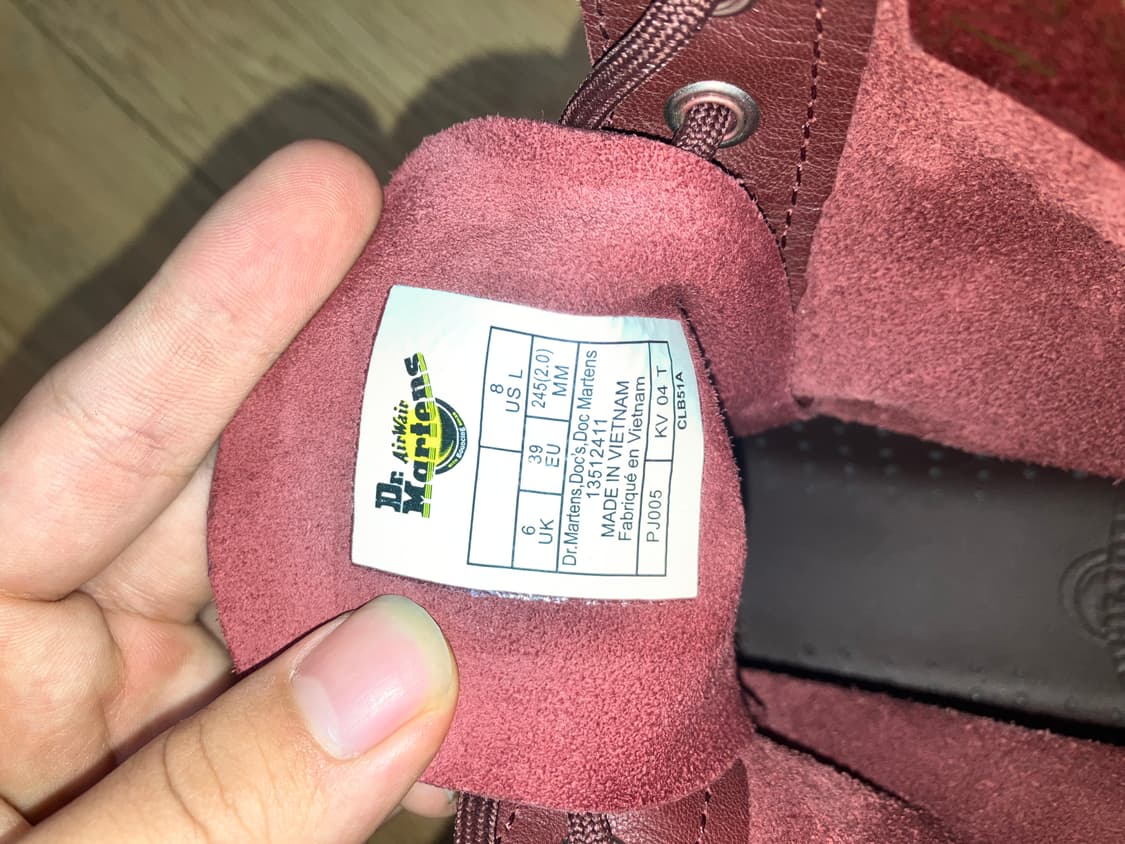 Dr. AirWair
Martens
8
US L
6 39 245(2.0)
UK EU MM
Dr.Martens,Doc's,Doc Martens
13512411
MADE IN VIETNAM
Fabriqué en Vietnam
PJ005 KV 04 T
CLB51A